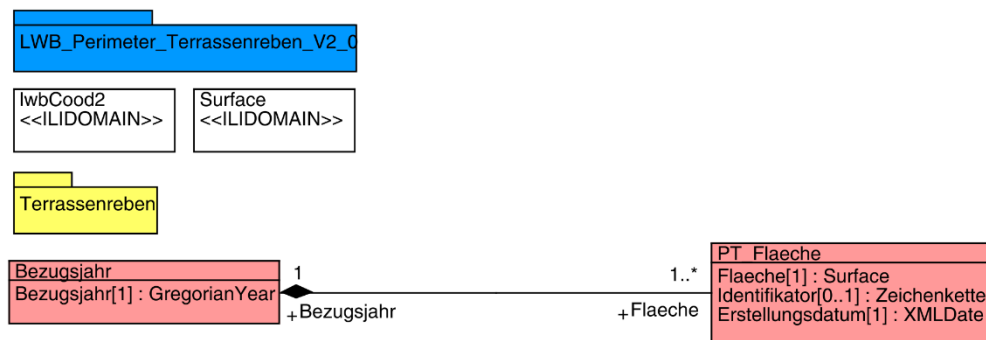 LWB_Perimeter_Terrassenreben_V2_0
lwbCood2
<<ILIDOMAIN>>
Surface
<<ILIDOMAIN>>
Terrassenreben
Bezugsjahr
Bezugsjahr[1] : GregorianYear
1
+Bezugsjahr
1..*
+Flaeche
PT_Flaeche
Flaeche[1] : Surface
Identifikator[0..1] : Zeichenkette
Erstellungsdatum[1] : XMLDate